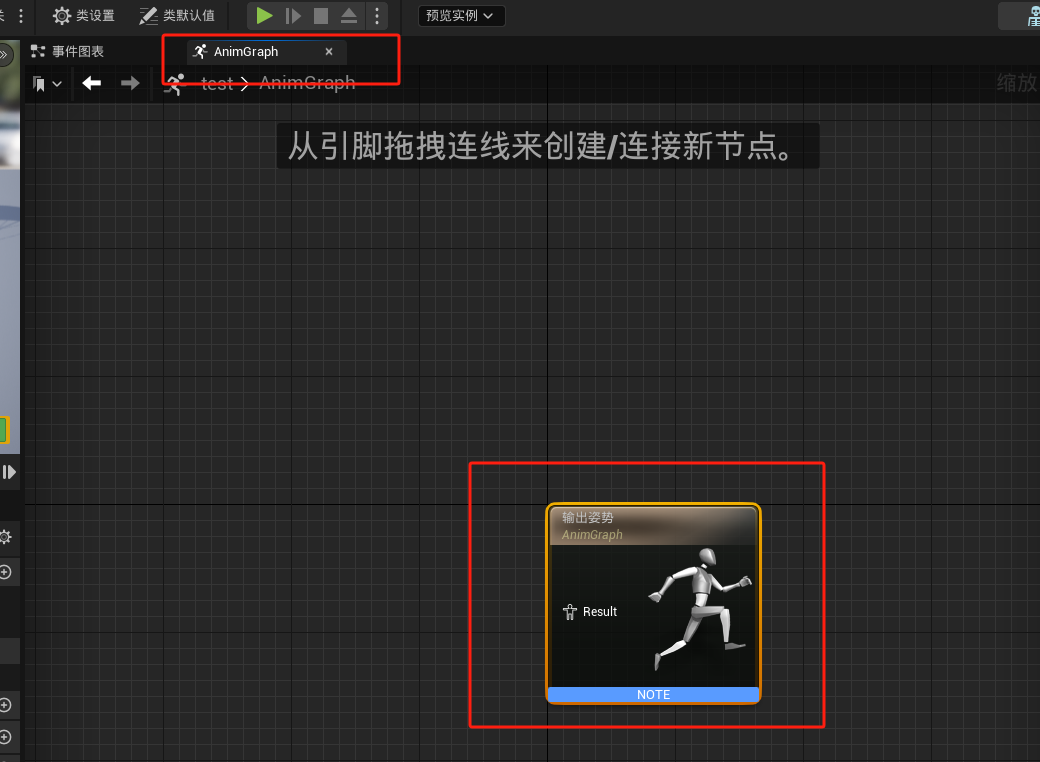 类设置
类默认值
预览实例
事件图表
AnimGraph
test > AnimGraph
缩放
从引脚拖拽连线来创建/连接新节点。
输出姿势
AnimGraph
Result
NOTE